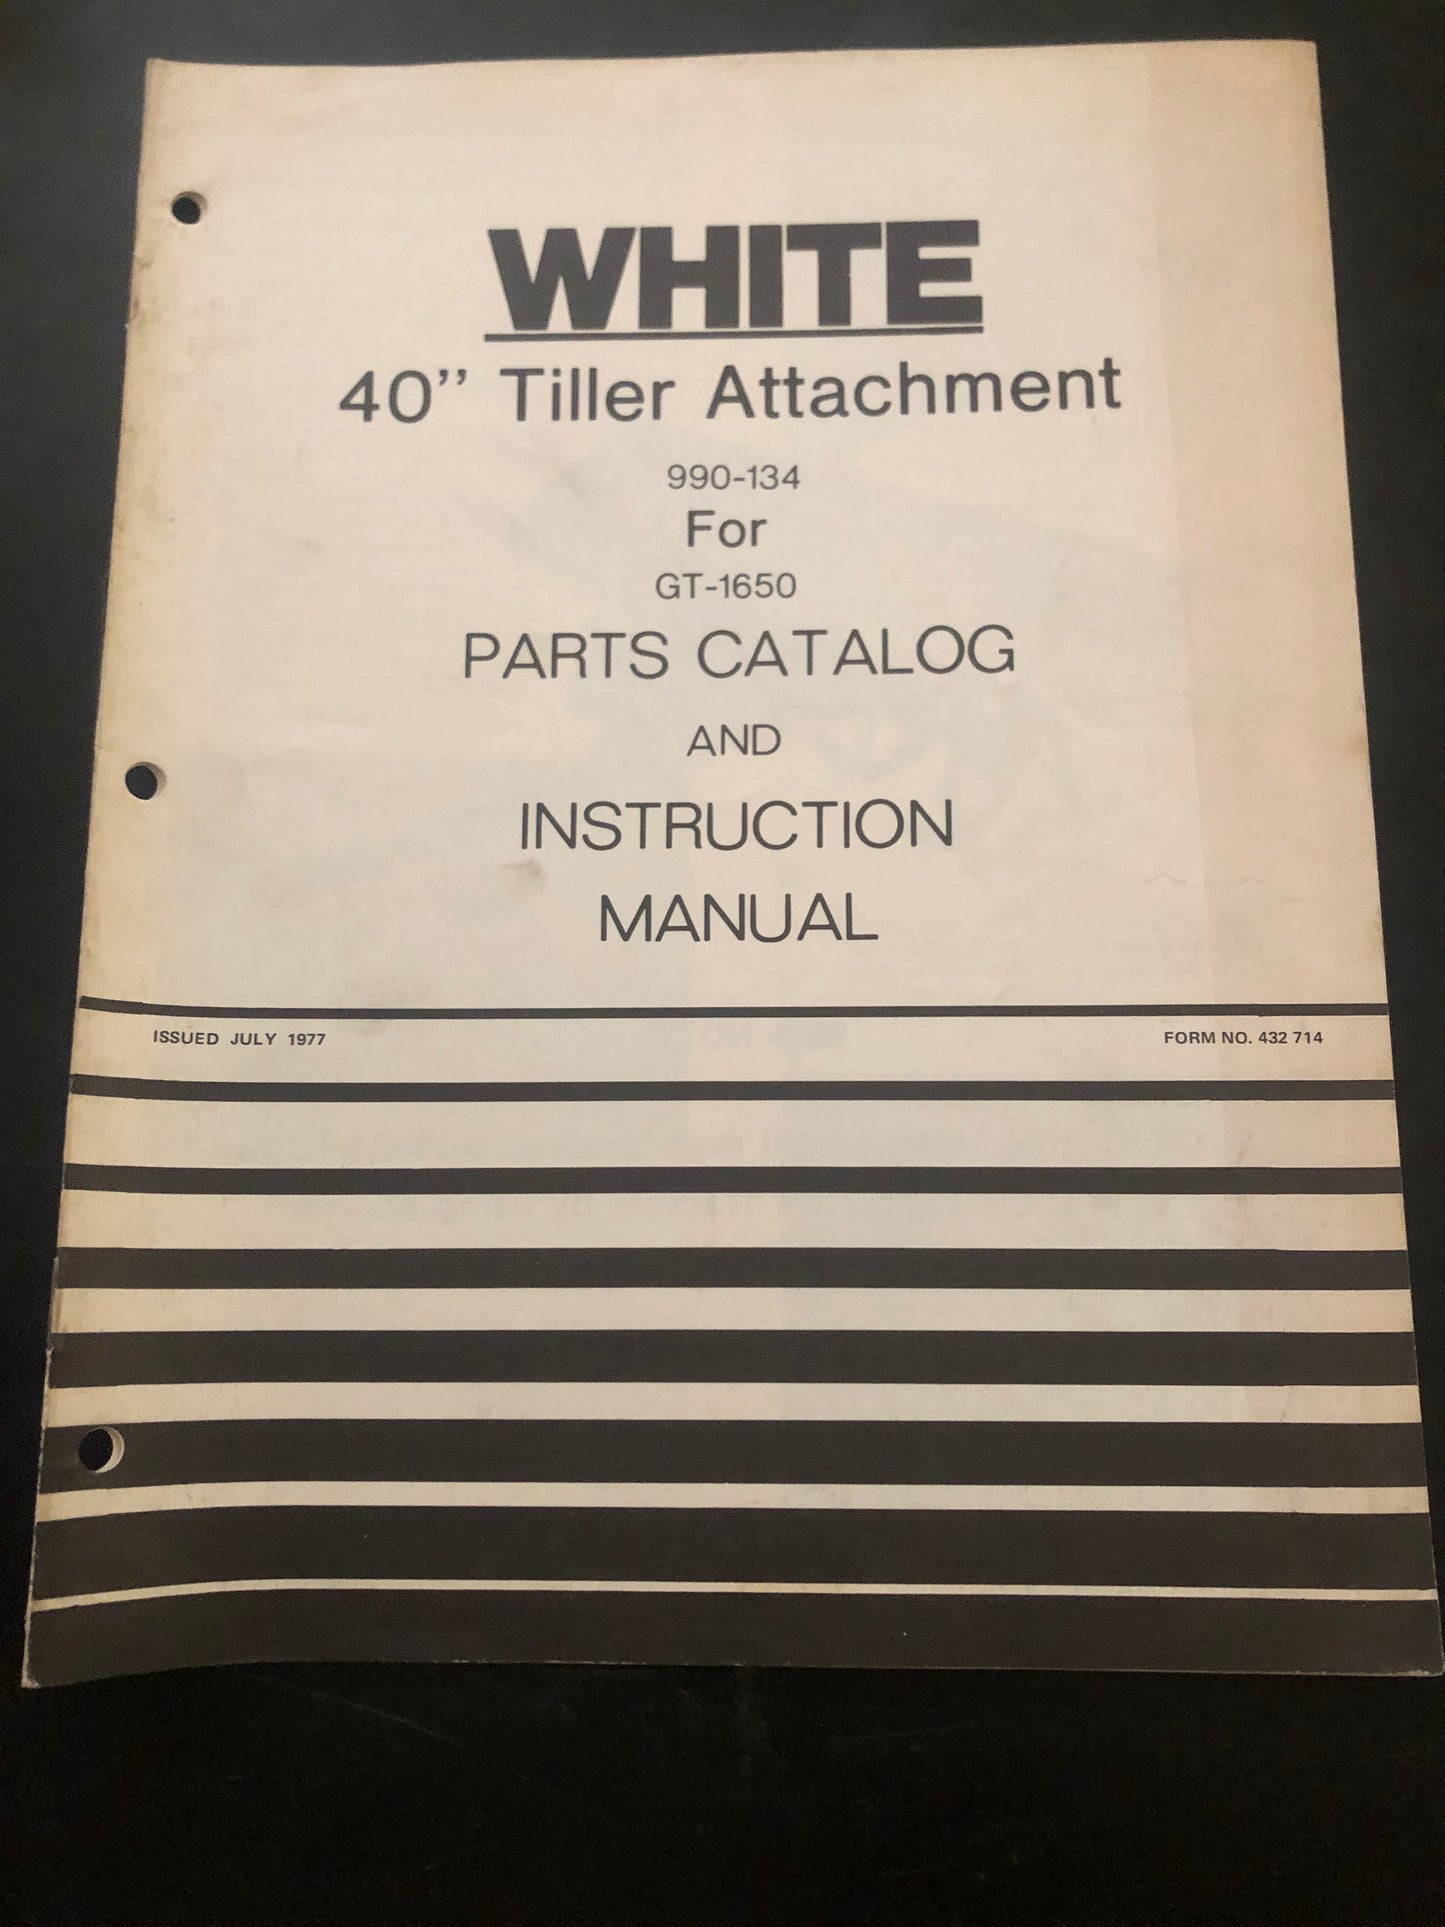 WHITE
40” Tiller Attachment
990-134
For
GT-1650
PARTS CATALOG
AND
INSTRUCTION
MANUAL
ISSUED JULY 1977 FORM NO. 432 714